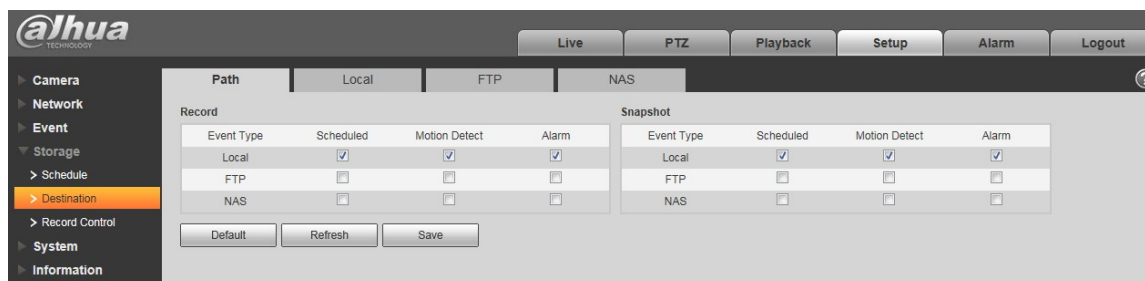 alhua
TECHNOLOGY
Live PTZ Playback Setup Alarm Logout
Camera
Network
Event
Storage
> Schedule
> Destination
> Record Control
System
Information
Path Local FTP NAS
Record
Event Type Scheduled Motion Detect Alarm
Local
FTP
NAS
Snapshot
Event Type Scheduled Motion Detect Alarm
Local
FTP
NAS
Default Refresh Save